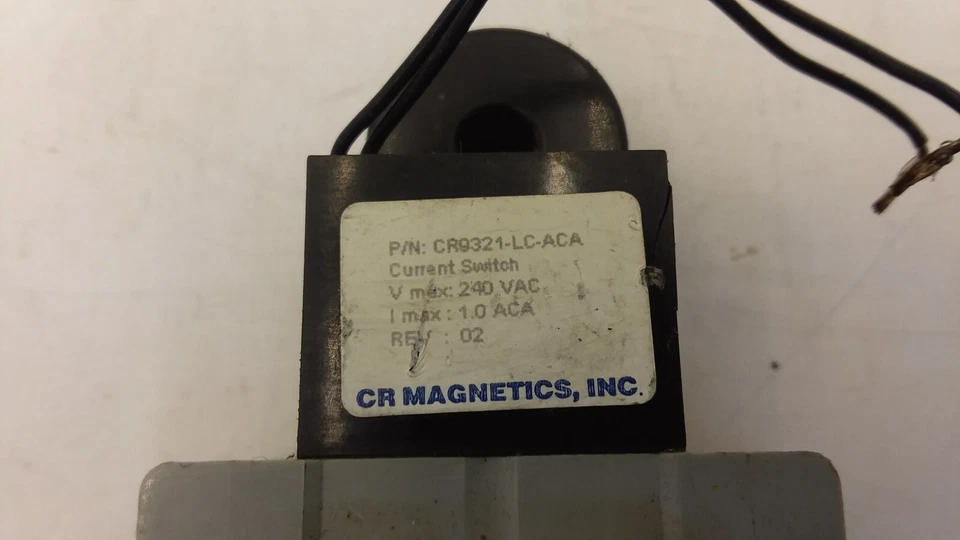 P/N: CR9321-LC-ACA
Current Switch
V max: 240 VAC
I max : 1.0 ACA
REV : 02
CR MAGNETICS, INC.